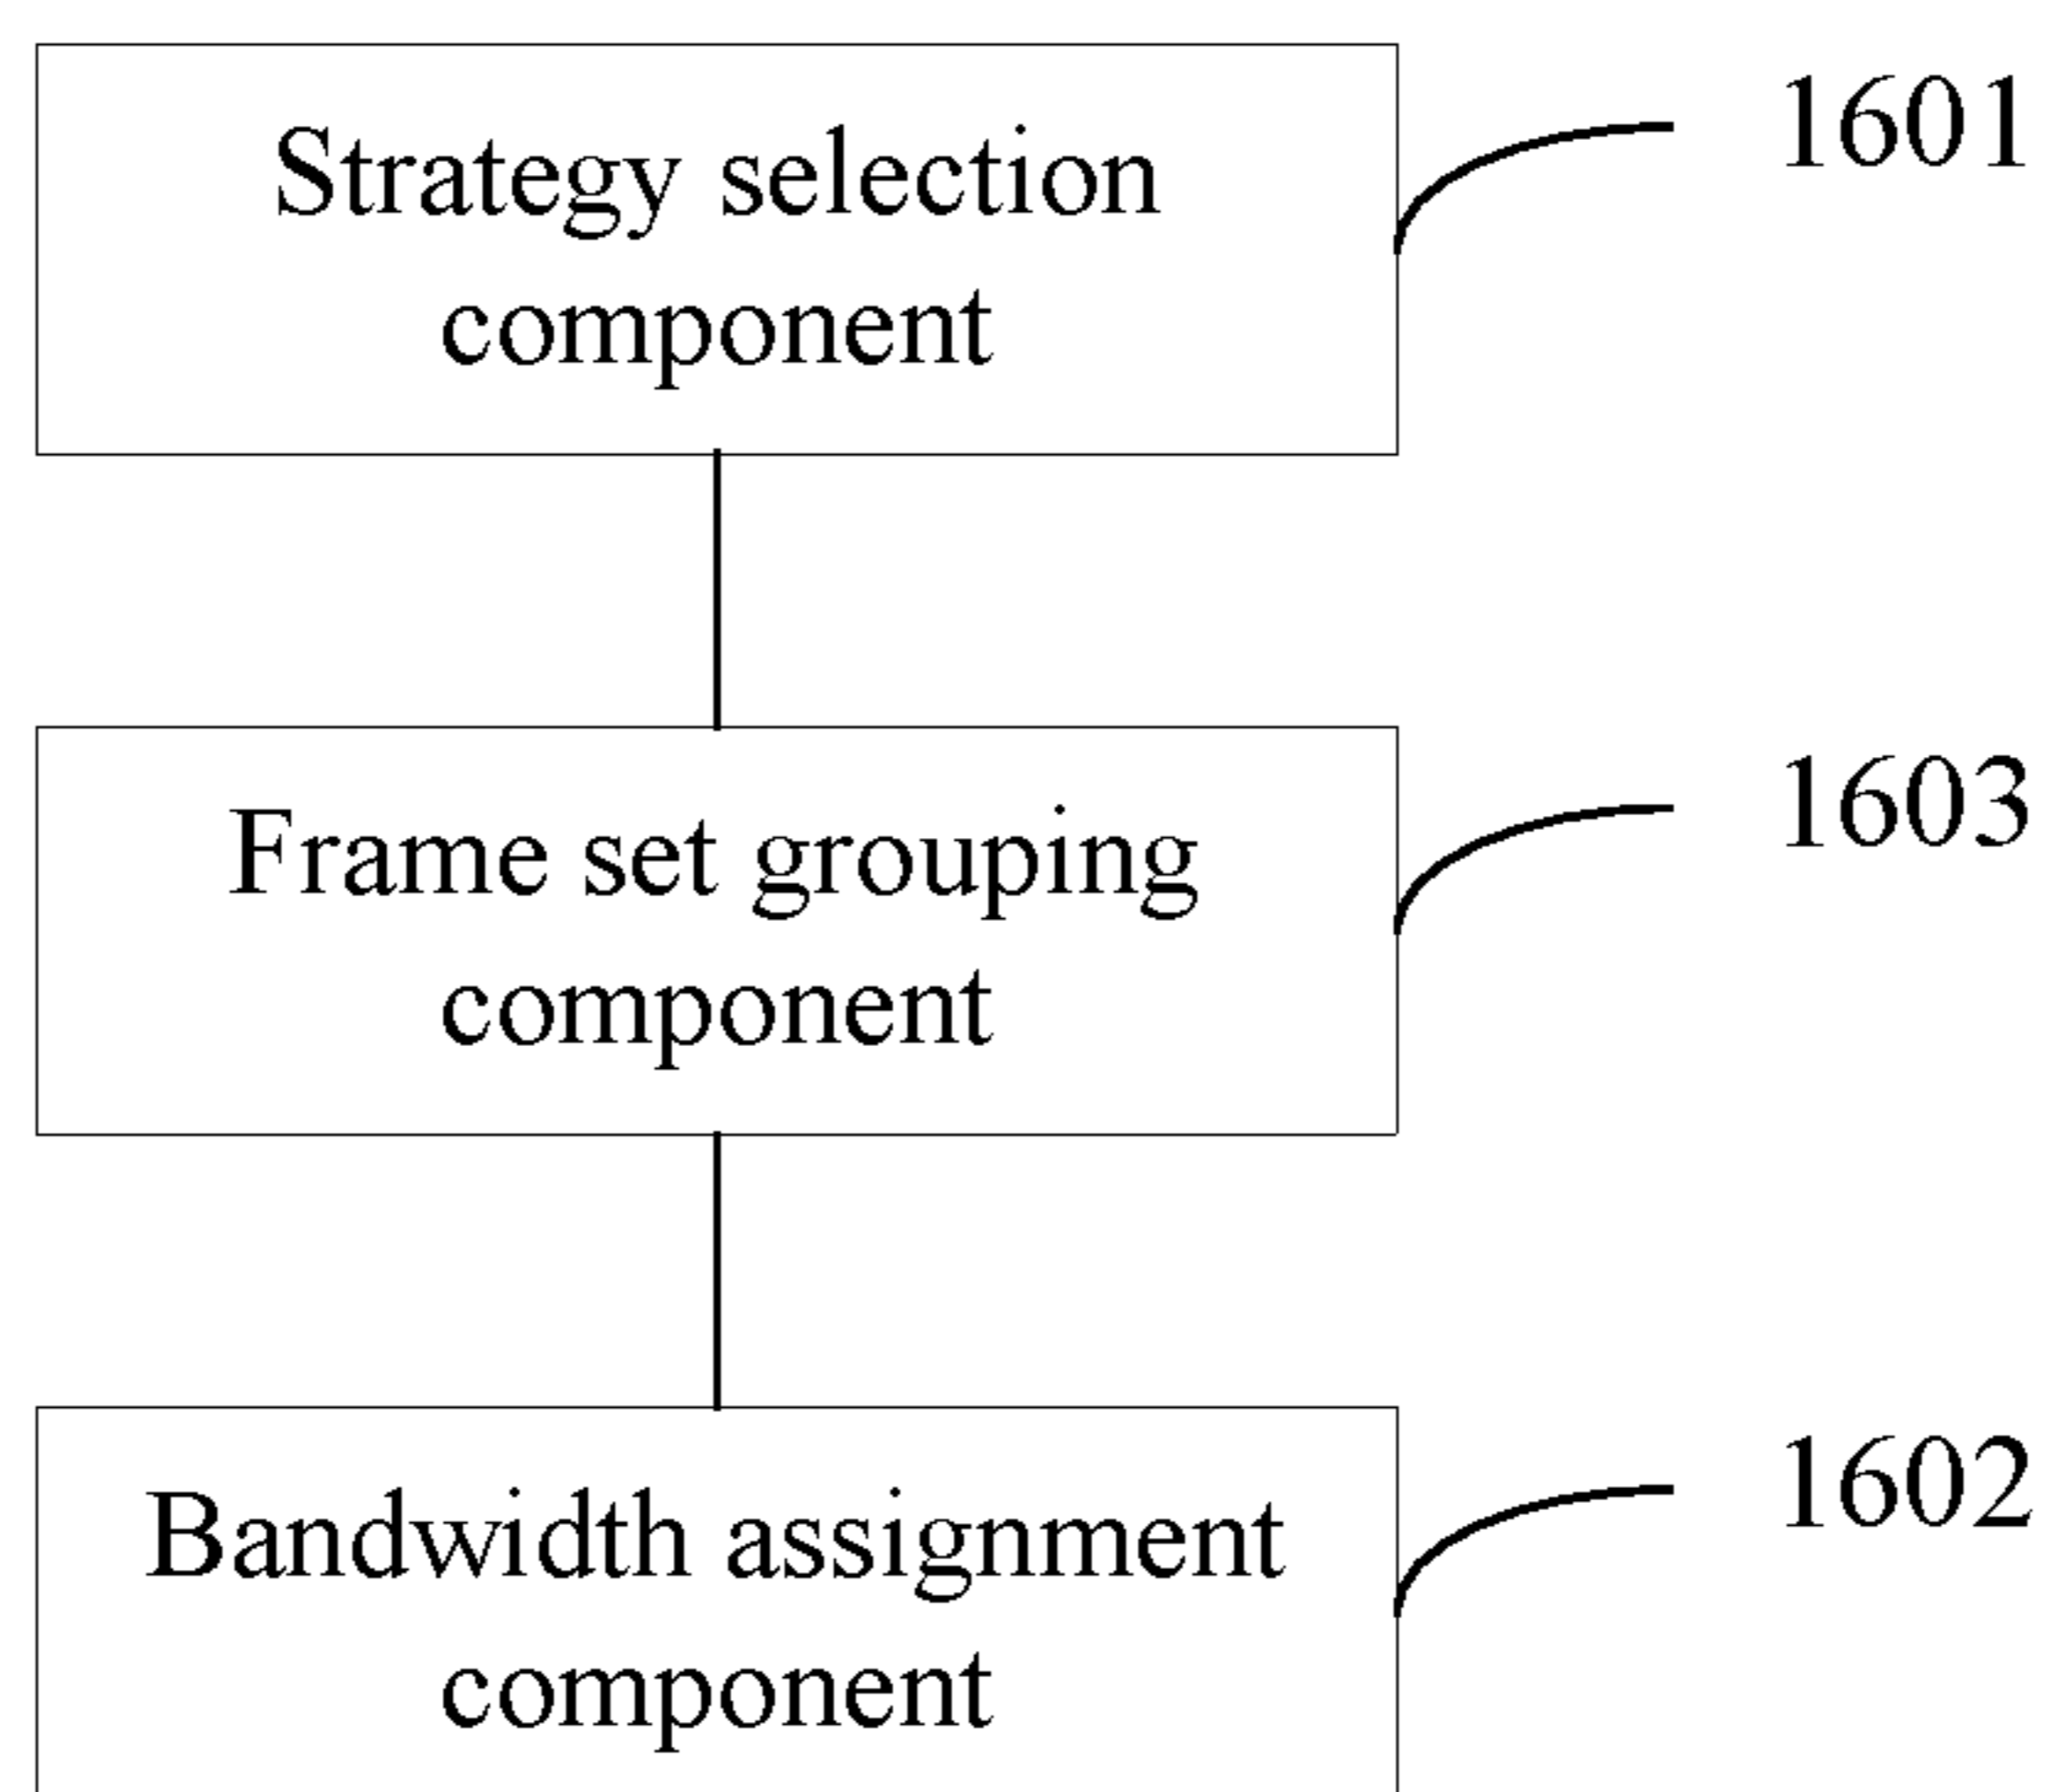 Strategy selection
component
1601
Frame set grouping
component
1603
Bandwidth assignment
component
1602